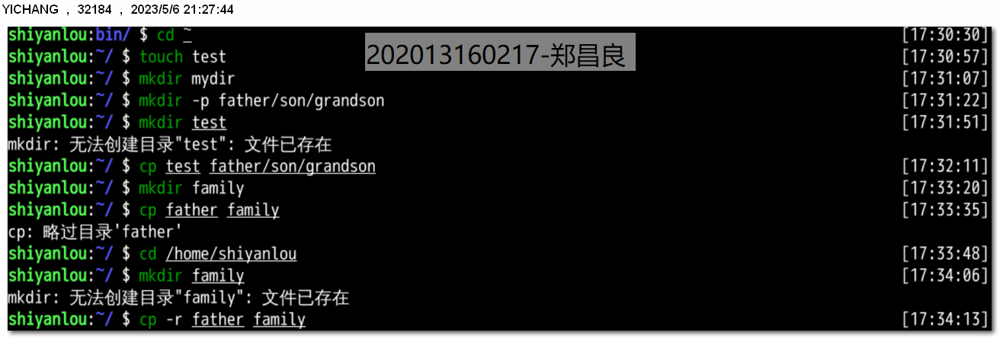 YICHANG , 32184 , 2023/5/6 21:27:44
202013160217-郑昌良
shiyanlou:bin/ $ cd ~ [17:30:30]
shiyanlou:~/ $ touch test [17:30:57]
shiyanlou:~/ $ mkdir mydir [17:31:07]
shiyanlou:~/ $ mkdir -p father/son/grandson [17:31:22]
shiyanlou:~/ $ mkdir test [17:31:51]
mkdir: 无法创建目录"test": 文件已存在
shiyanlou:~/ $ cp test father/son/grandson [17:32:11]
shiyanlou:~/ $ mkdir family [17:33:20]
shiyanlou:~/ $ cp father family [17:33:35]
cp: 略过目录'father'
shiyanlou:~/ $ cd /home/shiyanlou [17:33:48]
shiyanlou:~/ $ mkdir family [17:34:06]
mkdir: 无法创建目录"family": 文件已存在
shiyanlou:~/ $ cp -r father family [17:34:13]